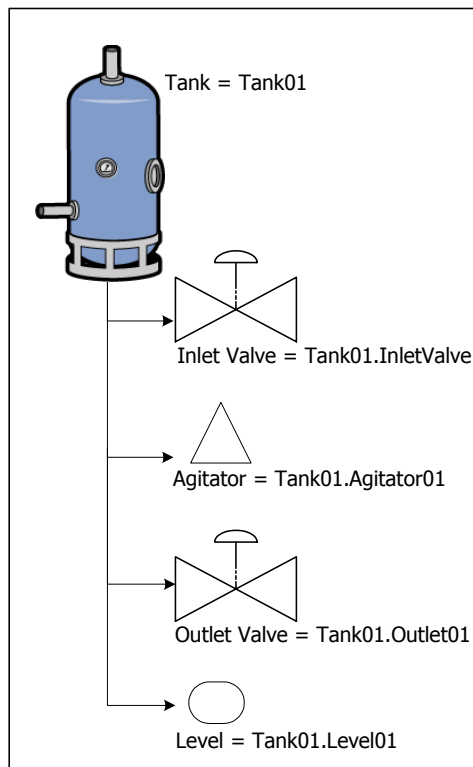 Tank = Tank01
Inlet Valve = Tank01.InletValve
Agitator = Tank01.Agitator01
Outlet Valve = Tank01.Outlet01
Level = Tank01.Level01